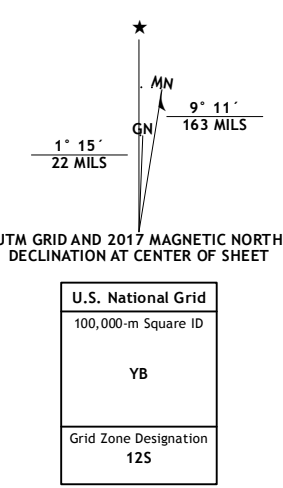 ★
MN
GN
9° 11´
163 MILS
1° 15´
22 MILS
UTM GRID AND 2017 MAGNETIC NORTH
DECLINATION AT CENTER OF SHEET
U.S. National Grid
100,000-m Square ID
YB
Grid Zone Designation
12S